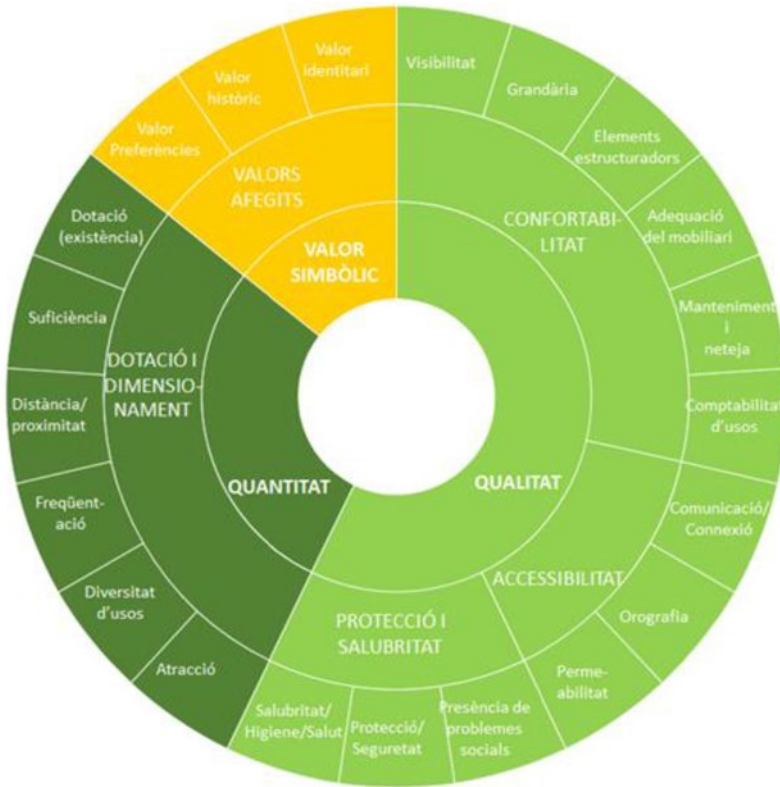 VALOR
SIMBÒLIC
VALORS
AFEGITS
Valor
Preferències
Valor
històric
Valor
identitari
QUALITAT
CONFORTABI-
LITAT
Visibilitat
Grandària
Elements
estructuradors
Adequació
del mobiliari
Manteniment
i
neteja
Comptabilitat
d'usos
ACCESSIBILITAT
Comunicació/
Connexió
Orografia
Perme-
abilitat
PROTECCIÓ I
SALUBRITAT
Presència de
problemes
socials
Protecció/
Seguretat
Salubritat/
Higiene/Salut
QUANTITAT
DOTACIÓ I
DIMENSIO-
NAMENT
Atracció
Diversitat
d'usos
Freqüent-
ació
Distància/
proximitat
Suficiència
Dotació
(existència)